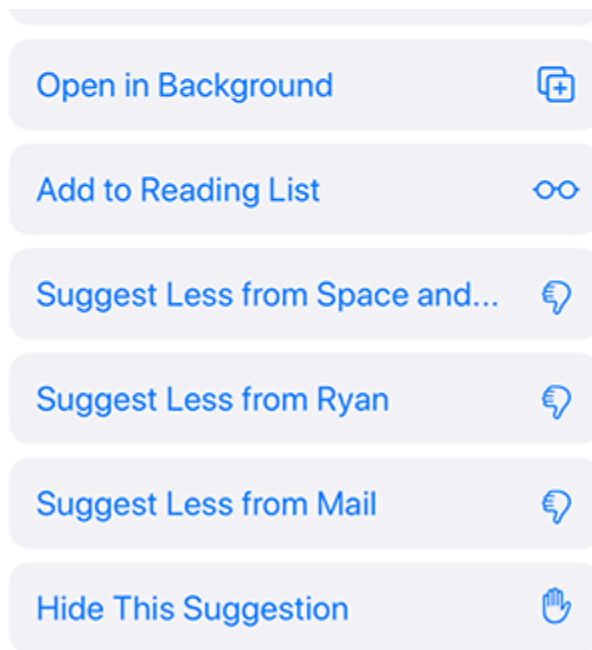 Open in Background
Add to Reading List
Suggest Less from Space and...
Suggest Less from Ryan
Suggest Less from Mail
Hide This Suggestion